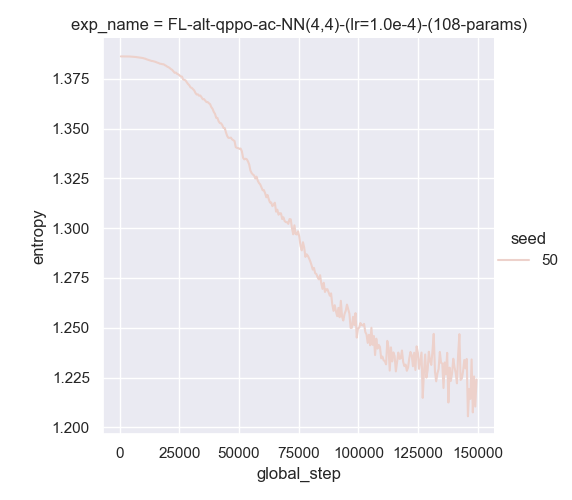 exp_name = FL-alt-qppo-ac-NN(4,4)-(lr=1.0e-4)-(108-params)
1.375
1.350
1.325
1.300
1.275
1.250
1.225
1.200
entropy
seed
50
0 25000 50000 75000 100000 125000 150000
global_step